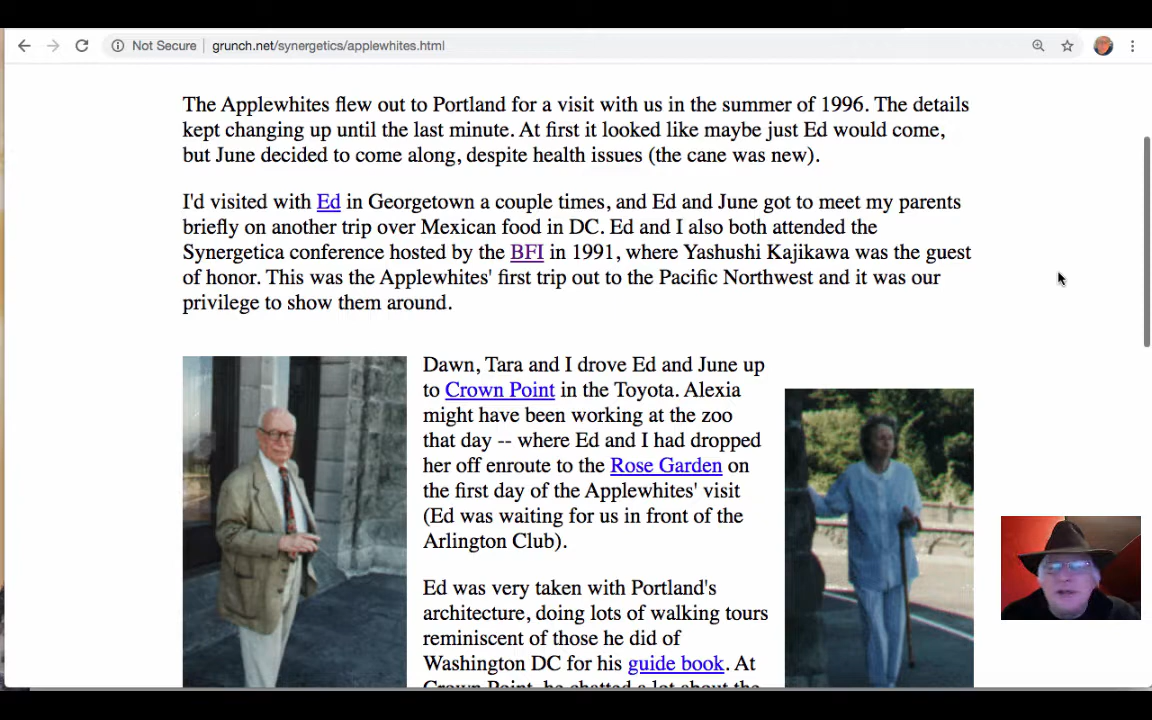 Not Secure
grunch.net/synergetics/applewhites.html
The Applewhites flew out to Portland for a visit with us in the summer of 1996. The details
kept changing up until the last minute. At first it looked like maybe just Ed would come,
but June decided to come along, despite health issues (the cane was new).
I'd visited with Ed in Georgetown a couple times, and Ed and June got to meet my parents
briefly on another trip over Mexican food in DC. Ed and I also both attended the
Synergetica conference hosted by the BFI in 1991, where Yashushi Kajikawa was the guest
of honor. This was the Applewhites' first trip out to the Pacific Northwest and it was our
privilege to show them around.
Dawn, Tara and I drove Ed and June up
to Crown Point in the Toyota. Alexia
might have been working at the zoo
that day -- where Ed and I had dropped
her off enroute to the Rose Garden on
the first day of the Applewhites' visit
(Ed was waiting for us in front of the
Arlington Club).
Ed was very taken with Portland's
architecture, doing lots of walking tours
reminiscent of those he did of
Washington DC for his guide book. At
Crown Point, he chatted a lot about the